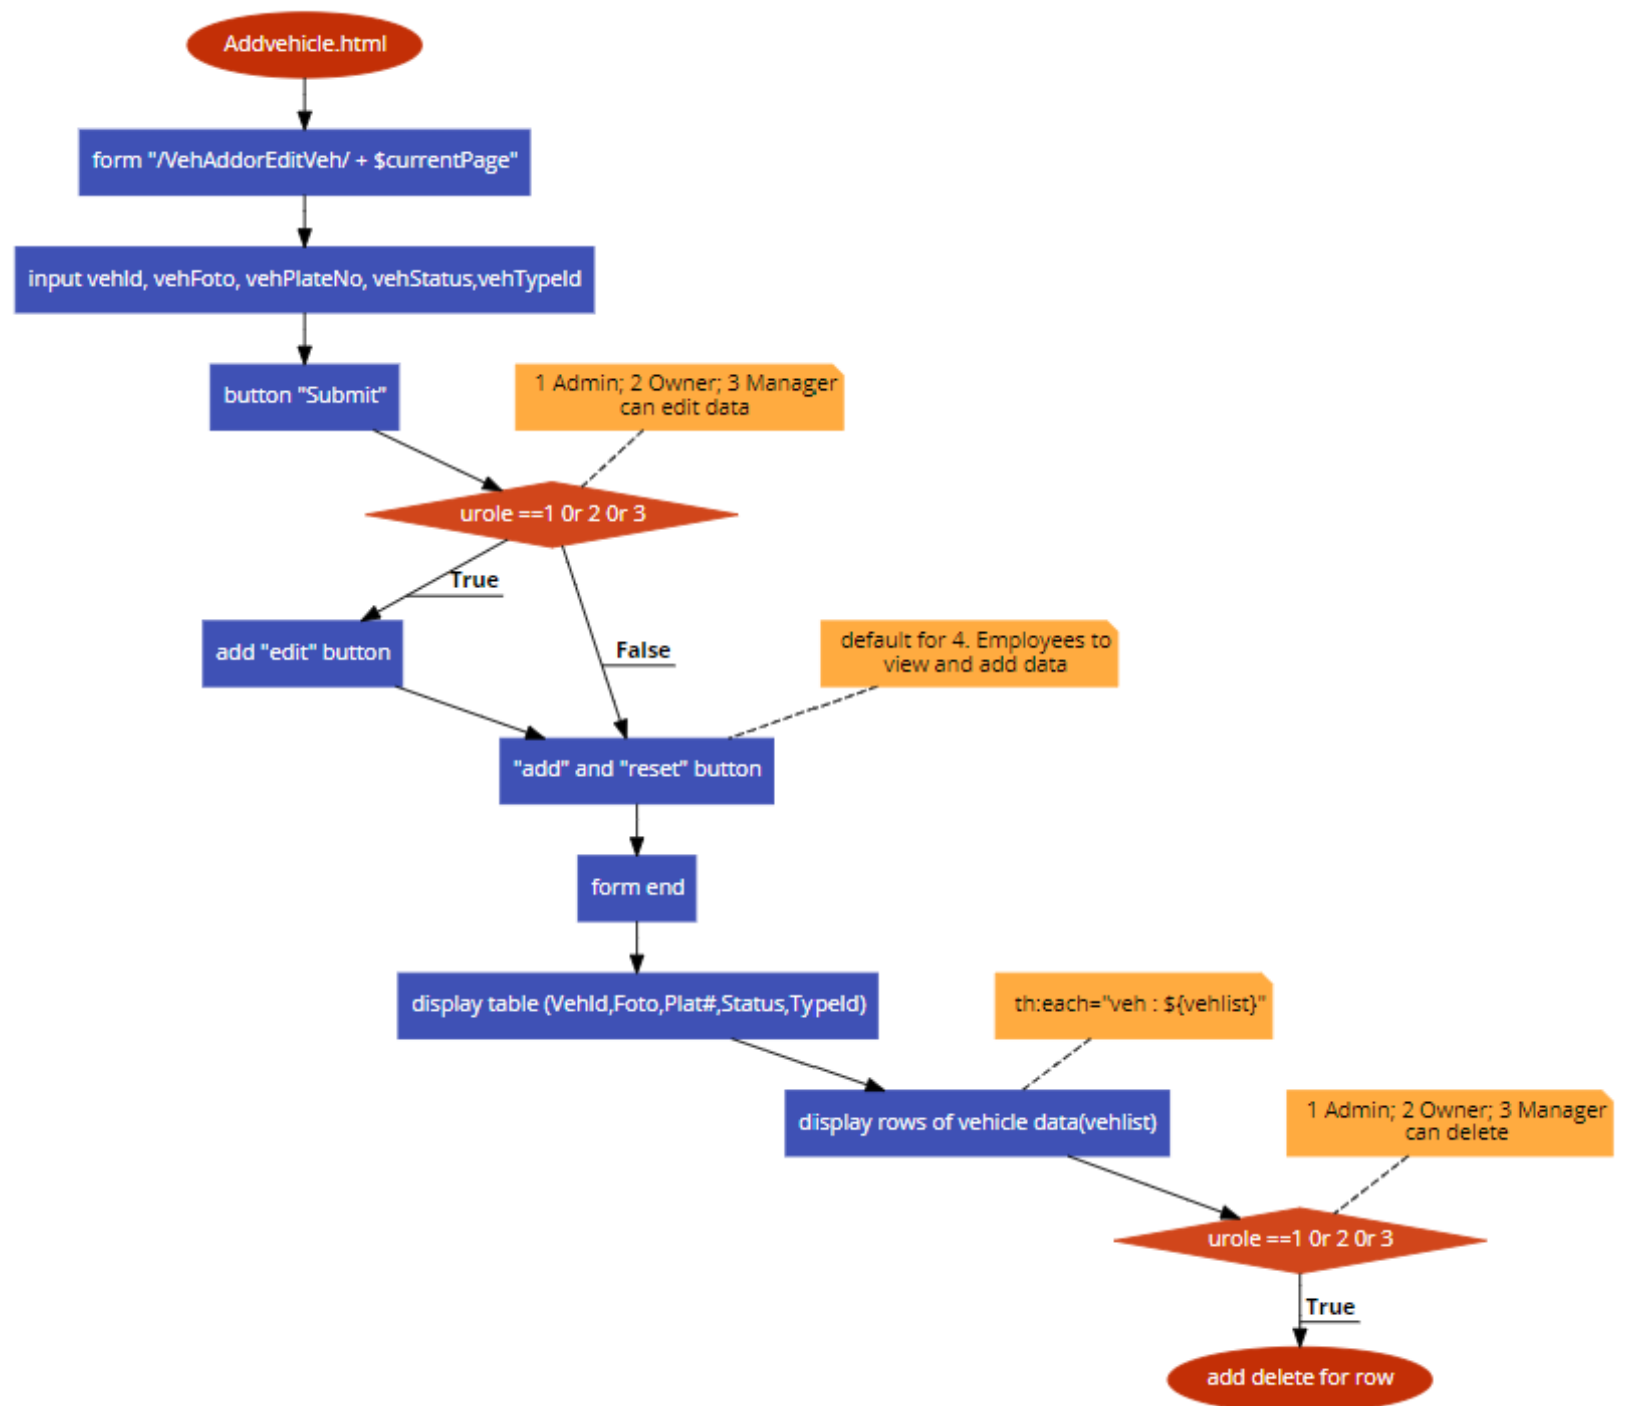 Addvehicle.html
form "/VehAddorEditVeh/ + $currentPage"
input vehId, vehFoto, vehPlateNo, vehStatus,vehTypeId
button "Submit"
1 Admin; 2 Owner; 3 Manager
can edit data
urole ==1 0r 2 0r 3
True
add "edit" button
False
default for 4. Employees to
view and add data
"add" and "reset" button
form end
display table (VehId,Foto,Plat#,Status,TypeId)
th:each="veh : ${vehlist}"
display rows of vehicle data(vehlist)
1 Admin; 2 Owner; 3 Manager
can delete
urole ==1 0r 2 0r 3
True
add delete for row